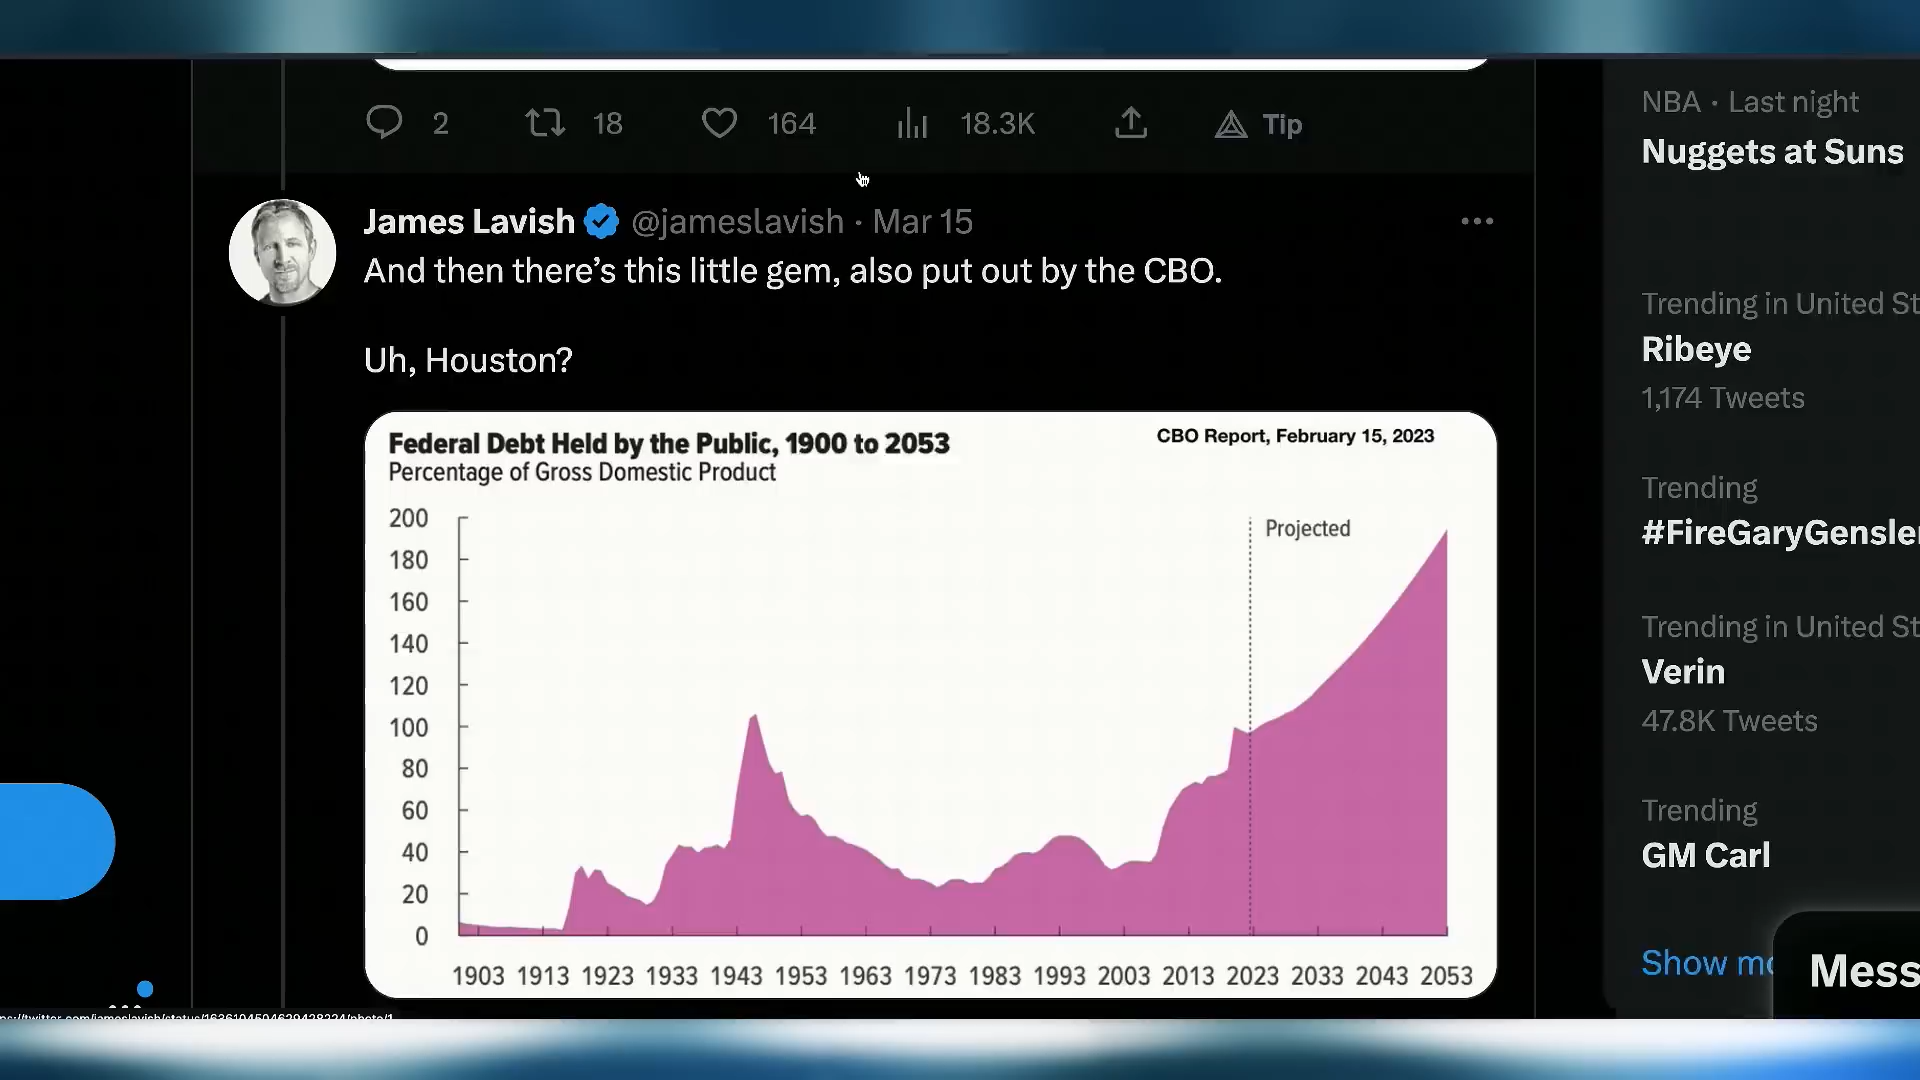 2 18 164 18.3K Tip
James Lavish @jameslavish · Mar 15
And then there's this little gem, also put out by the CBO.
Uh, Houston?
Federal Debt Held by the Public, 1900 to 2053
CBO Report, February 15, 2023
Percentage of Gross Domestic Product
Projected
200
180
160
140
120
100
80
60
40
20
0
1903 1913 1923 1933 1943 1953 1963 1973 1983 1993 2003 2013 2023 2033 2043 2053
NBA · Last night
Nuggets at Suns
Trending in United St
Ribeye
1,174 Tweets
Trending
#FireGaryGensler
Trending in United St
Verin
47.8K Tweets
Trending
GM Carl
Show mo
Mess